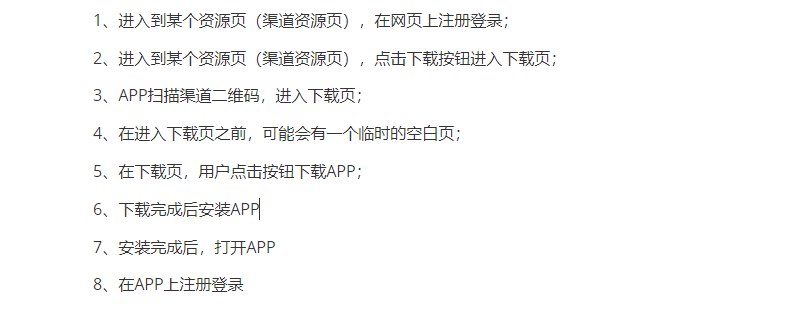 1、进入到某个资源页（渠道资源页），在网页上注册登录；
2、进入到某个资源页（渠道资源页），点击下载按钮进入下载页；
3、APP扫描渠道二维码，进入下载页；
4、在进入下载页之前，可能会有一个临时的空白页；
5、在下载页，用户点击按钮下载APP；
6、下载完成后安装APP
7、安装完成后，打开APP
8、在APP上注册登录